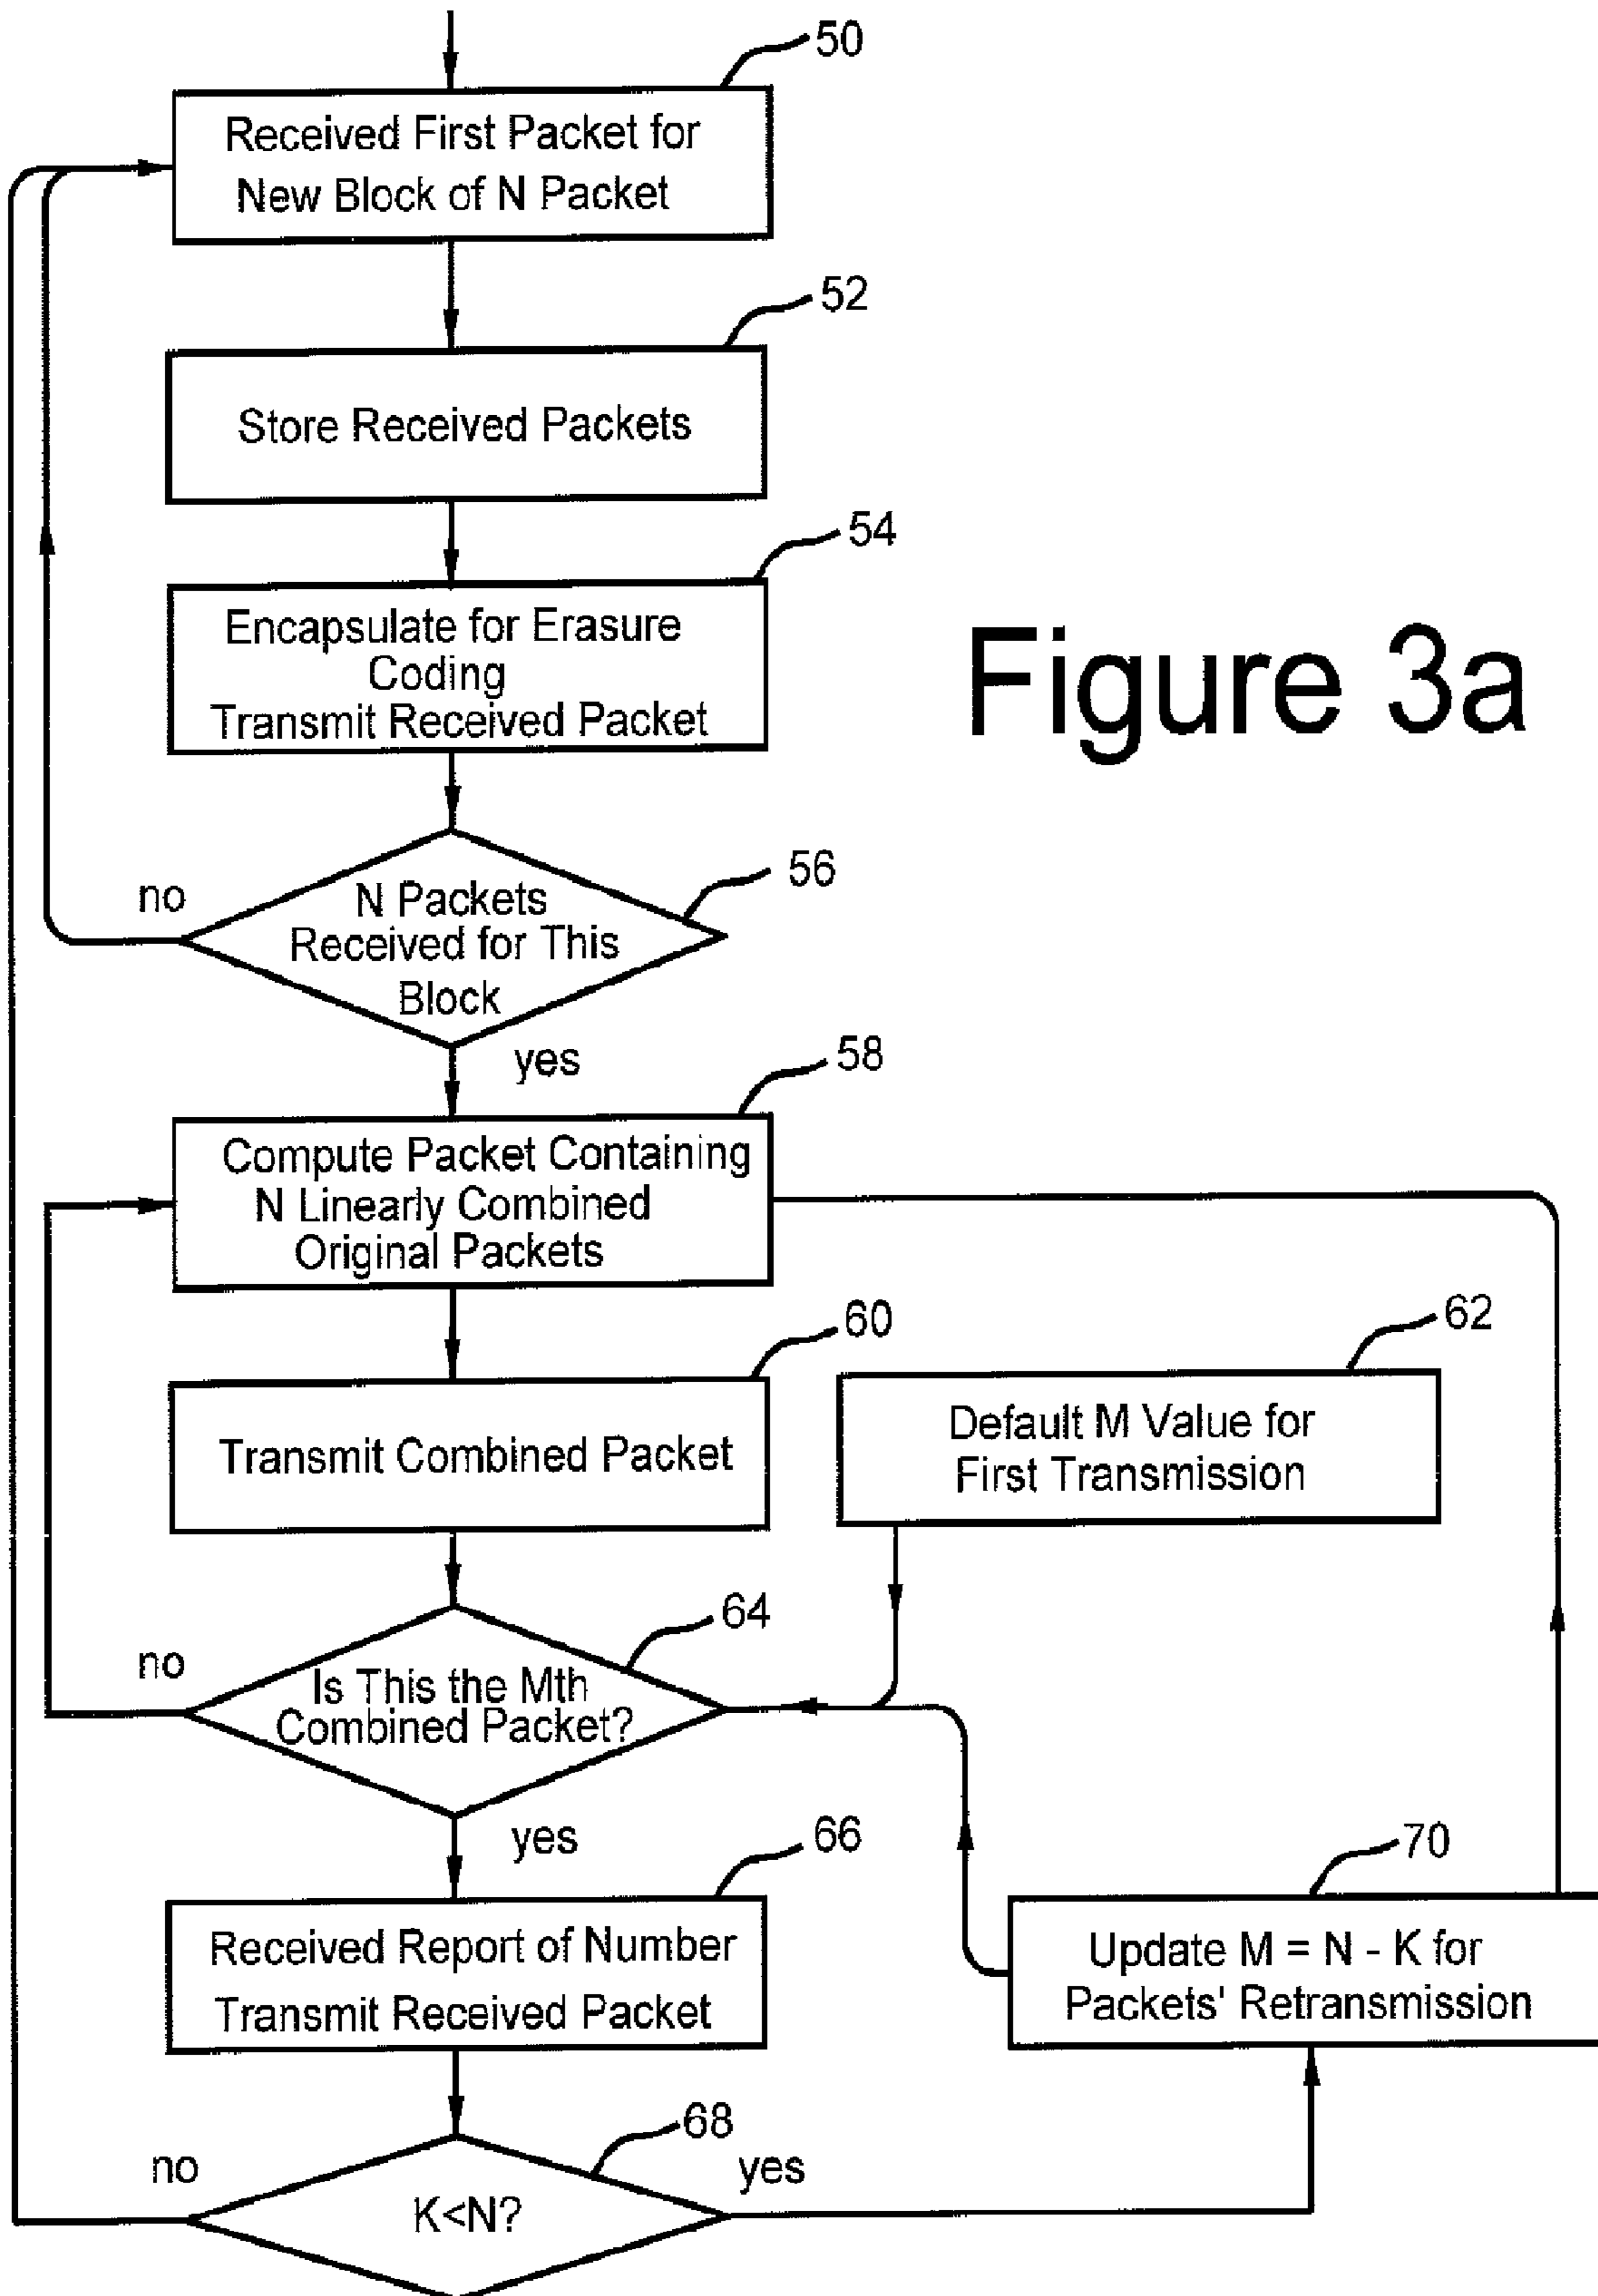 50
Received First Packet for
New Block of N Packet
52
Store Received Packets
54
Encapsulate for Erasure
Coding
Transmit Received Packet
Figure 3a
56
no
N Packets
Received for This
Block
yes
58
Compute Packet Containing
N Linearly Combined
Original Packets
60
Transmit Combined Packet
62
Default M Value for
First Transmission
64
no
Is This the Mth
Combined Packet?
yes
66
Received Report of Number
Transmit Received Packet
70
Update M = N - K for
Packets' Retransmission
68
no
K<N?
yes